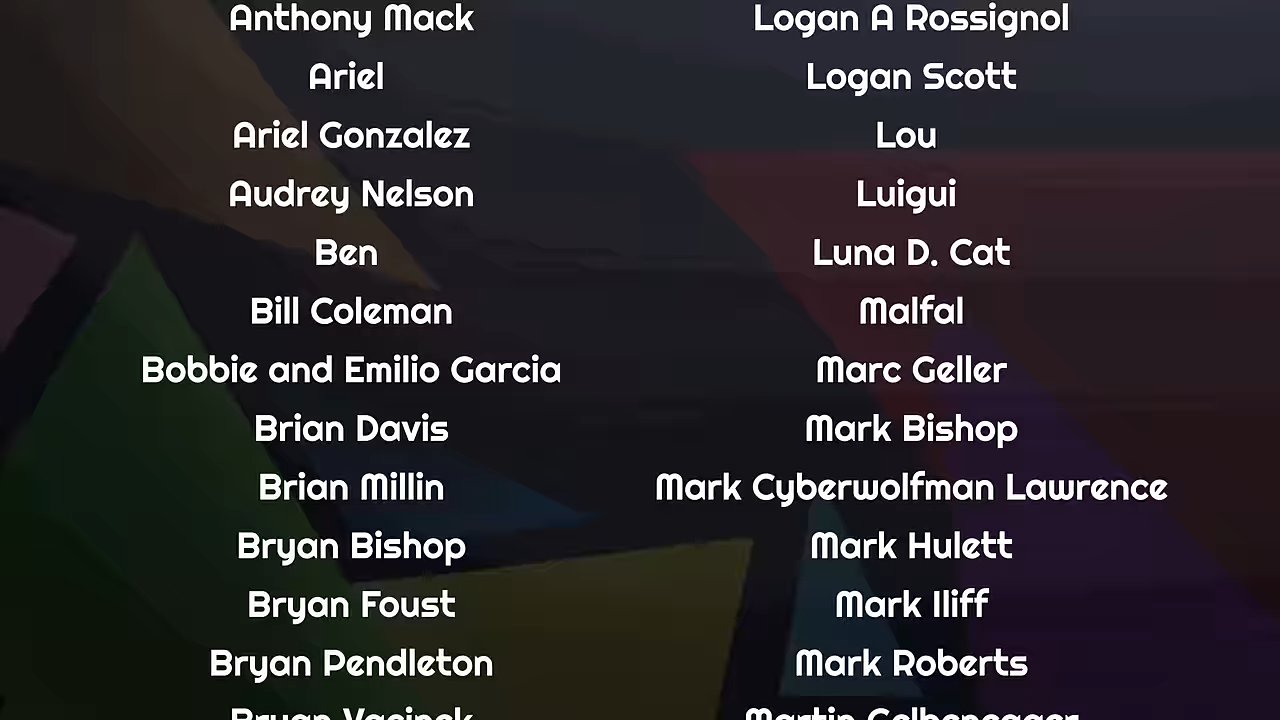 Anthony Mack
Ariel
Ariel Gonzalez
Audrey Nelson
Ben
Bill Coleman
Bobbie and Emilio Garcia
Brian Davis
Brian Millin
Bryan Bishop
Bryan Foust
Bryan Pendleton
Bryan
Logan A Rossignol
Logan Scott
Lou
Luigui
Luna D. Cat
Malfal
Marc Geller
Mark Bishop
Mark Cyberwolfman Lawrence
Mark Hulett
Mark Iliff
Mark Roberts
Martin